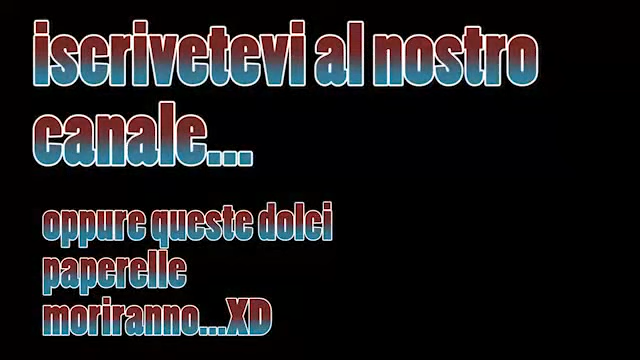 iscrivetevi al nostro
canale...
oppure queste dolci
paperelle
moriranno...XD